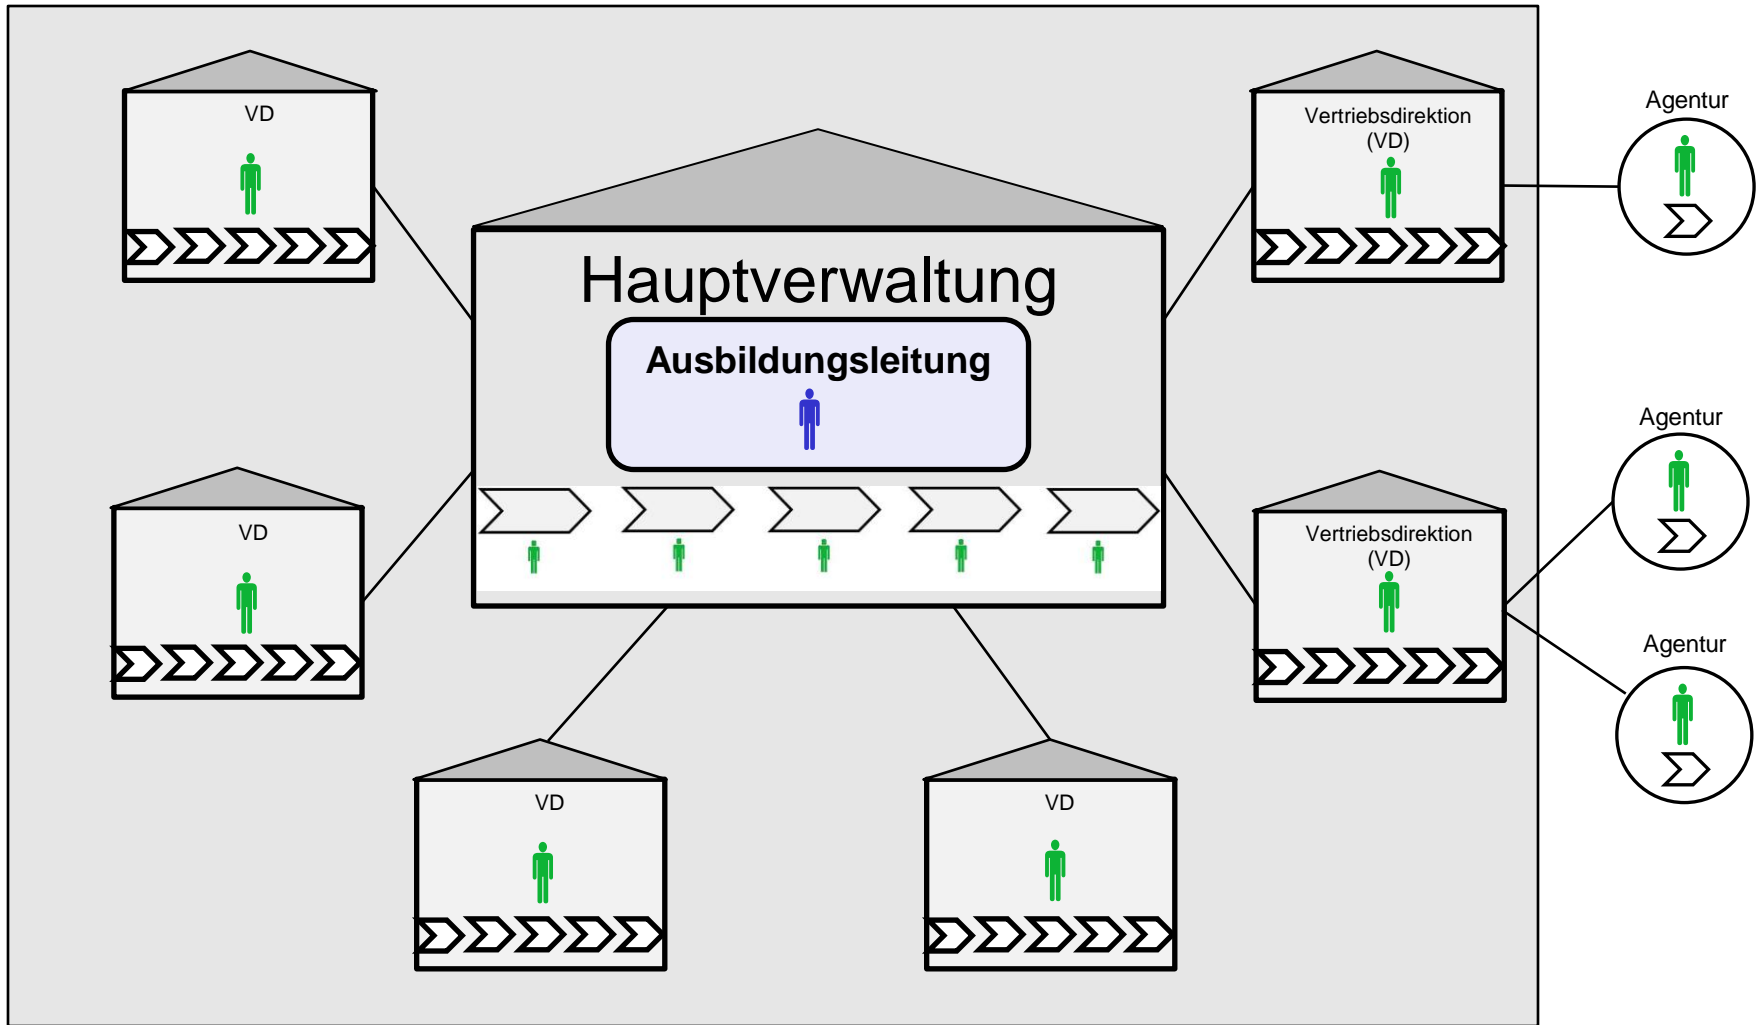 VD
Vertriebsdirektion
(VD)
Agentur
Hauptverwaltung
Ausbildungsleitung
Agentur
VD
Vertriebsdirektion
(VD)
Agentur
VD
VD